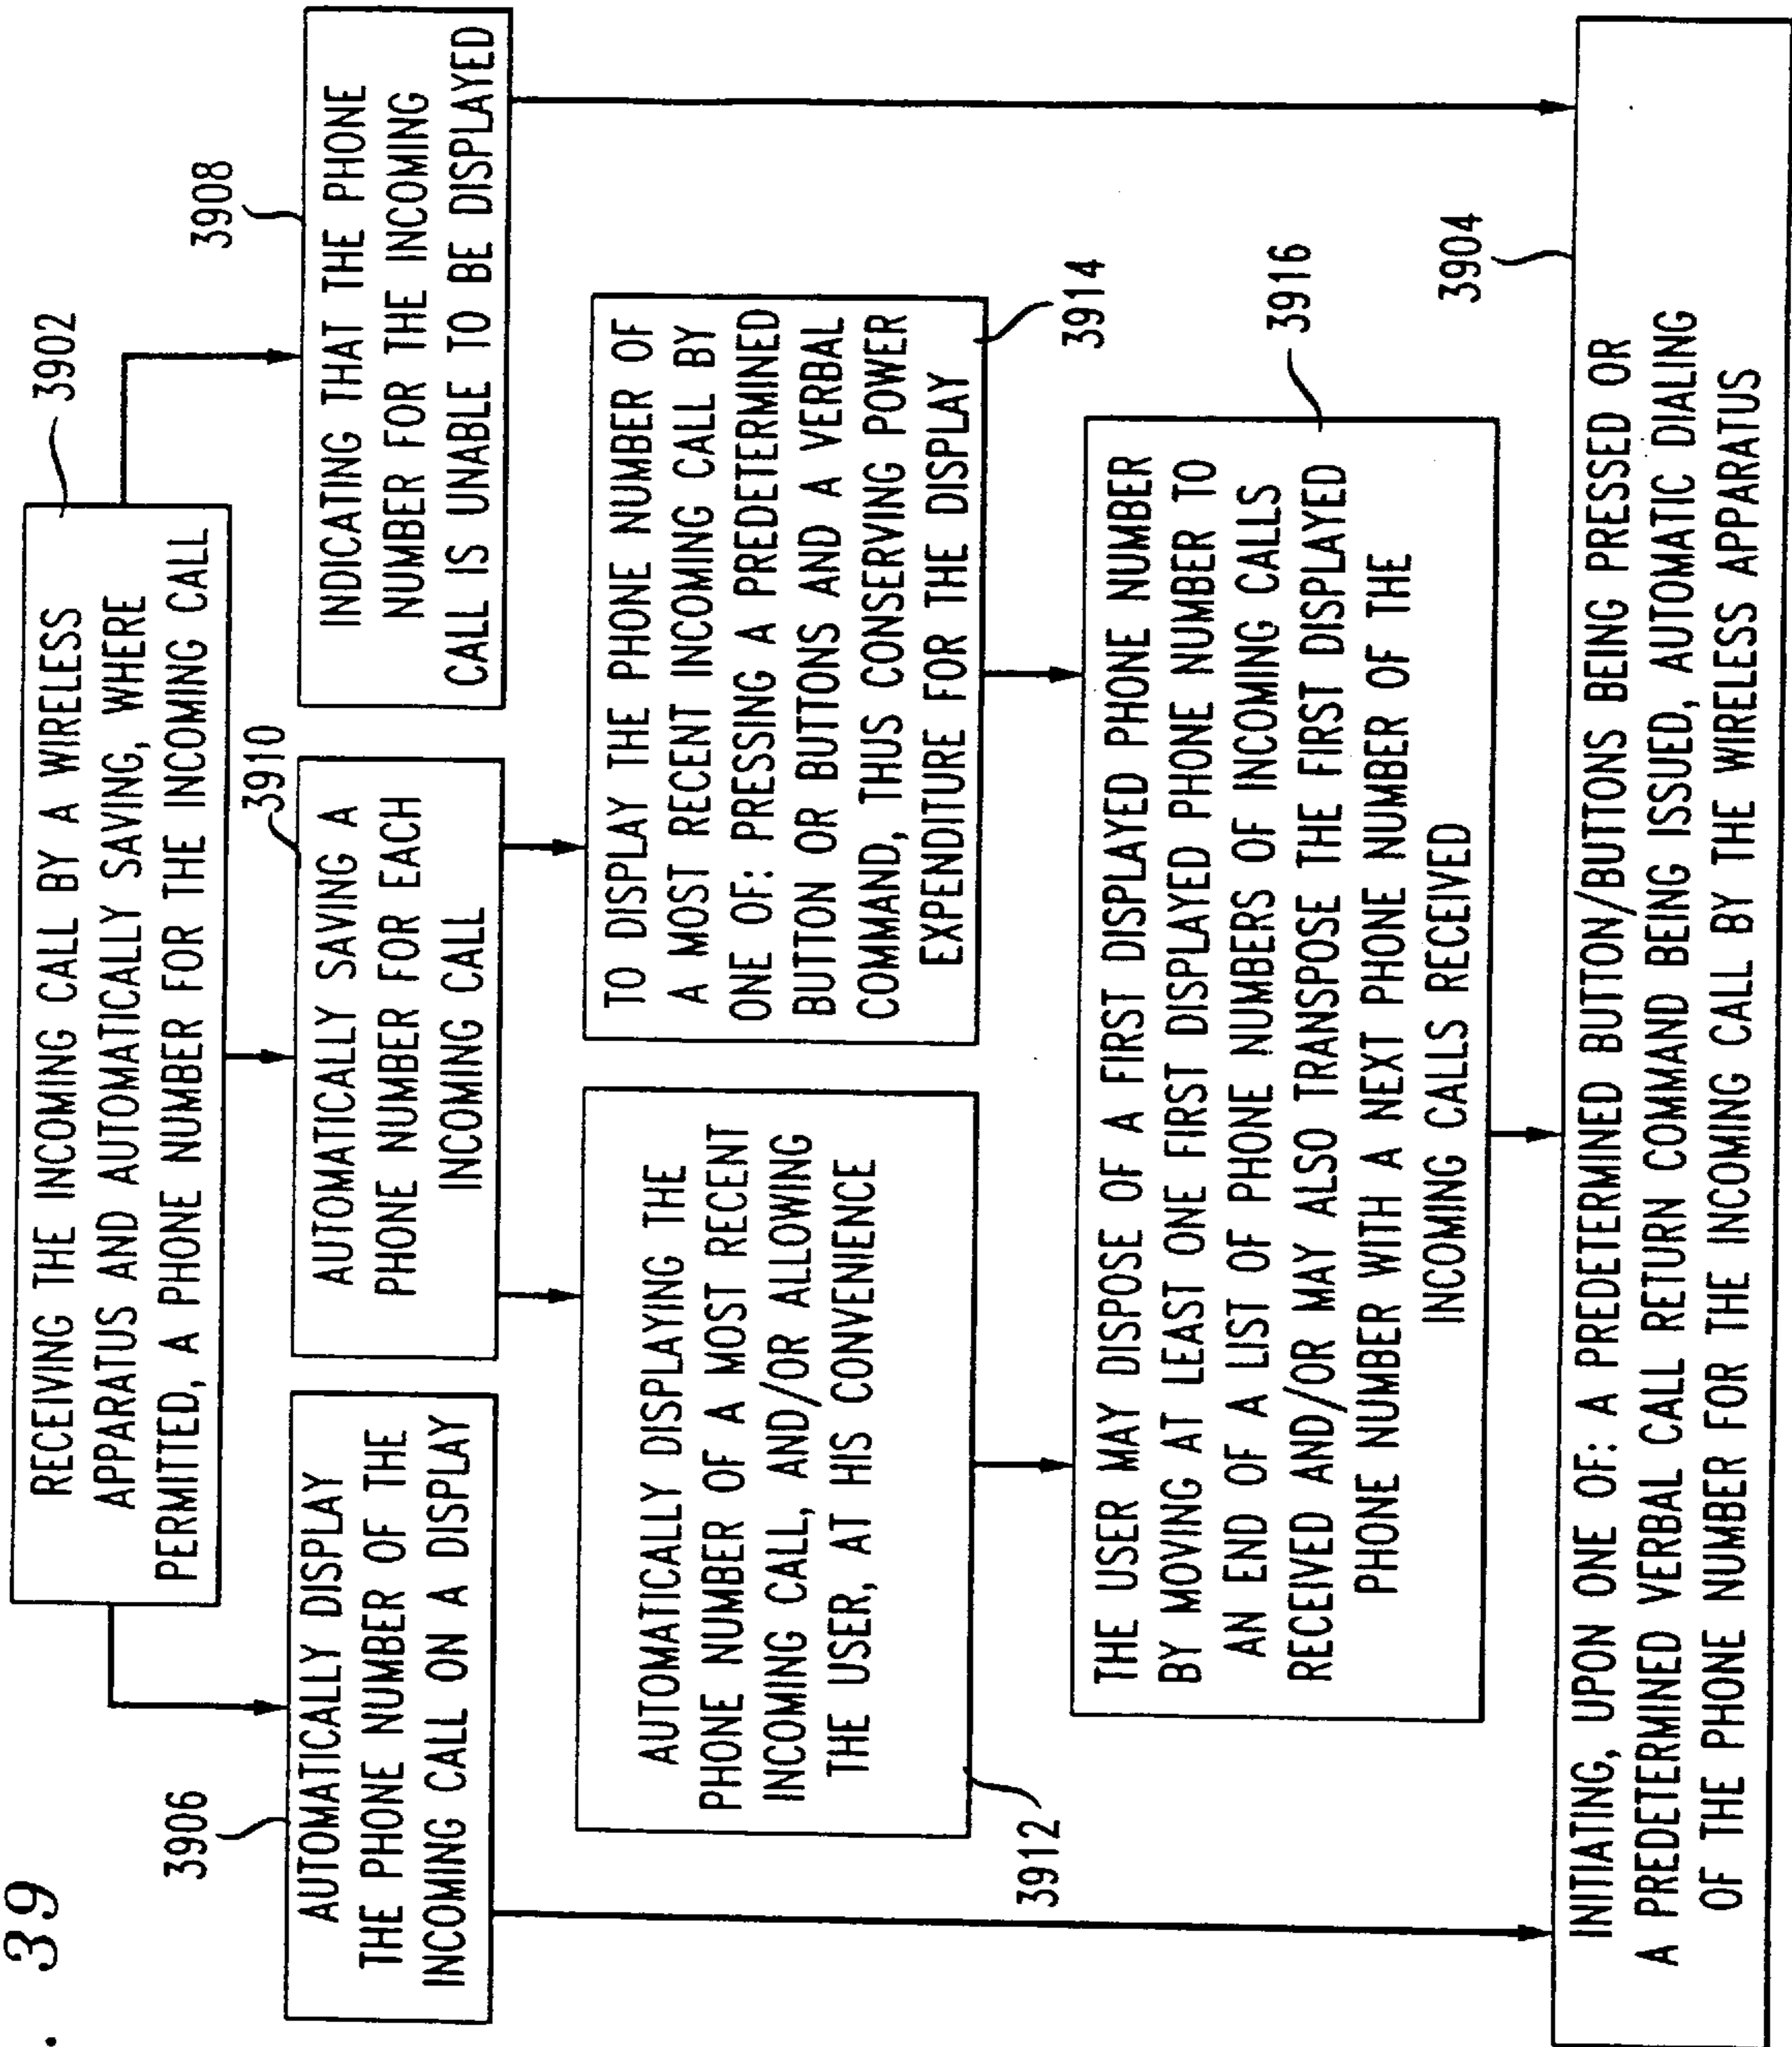 . 39
3902
RECEIVING THE INCOMING CALL BY A WIRELESS
APPARATUS AND AUTOMATICALLY SAVING, WHERE
PERMITTED, A PHONE NUMBER FOR THE INCOMING CALL
3906
AUTOMATICALLY DISPLAY
THE PHONE NUMBER OF THE
INCOMING CALL ON A DISPLAY
3910
AUTOMATICALLY SAVING A
PHONE NUMBER FOR EACH
INCOMING CALL
3908
INDICATING THAT THE PHONE
NUMBER FOR THE INCOMING
CALL IS UNABLE TO BE DISPLAYED
AUTOMATICALLY DISPLAYING THE
PHONE NUMBER OF A MOST RECENT
INCOMING CALL, AND/OR ALLOWING
THE USER, AT HIS CONVENIENCE
3912
TO DISPLAY THE PHONE NUMBER OF
A MOST RECENT INCOMING CALL BY
ONE OF: PRESSING A PREDETERMINED
BUTTON OR BUTTONS AND A VERBAL
COMMAND, THUS CONSERVING POWER
EXPENDITURE FOR THE DISPLAY
3914
THE USER MAY DISPOSE OF A FIRST DISPLAYED PHONE NUMBER
BY MOVING AT LEAST ONE FIRST DISPLAYED PHONE NUMBER TO
AN END OF A LIST OF PHONE NUMBERS OF INCOMING CALLS
RECEIVED AND/OR MAY ALSO TRANSPOSE THE FIRST DISPLAYED
PHONE NUMBER WITH A NEXT PHONE NUMBER OF THE
INCOMING CALLS RECEIVED
3916
3904
INITIATING, UPON ONE OF: A PREDETERMINED BUTTON/BUTTONS BEING PRESSED OR
A PREDETERMINED VERBAL CALL RETURN COMMAND BEING ISSUED, AUTOMATIC DIALING
OF THE PHONE NUMBER FOR THE INCOMING CALL BY THE WIRELESS APPARATUS